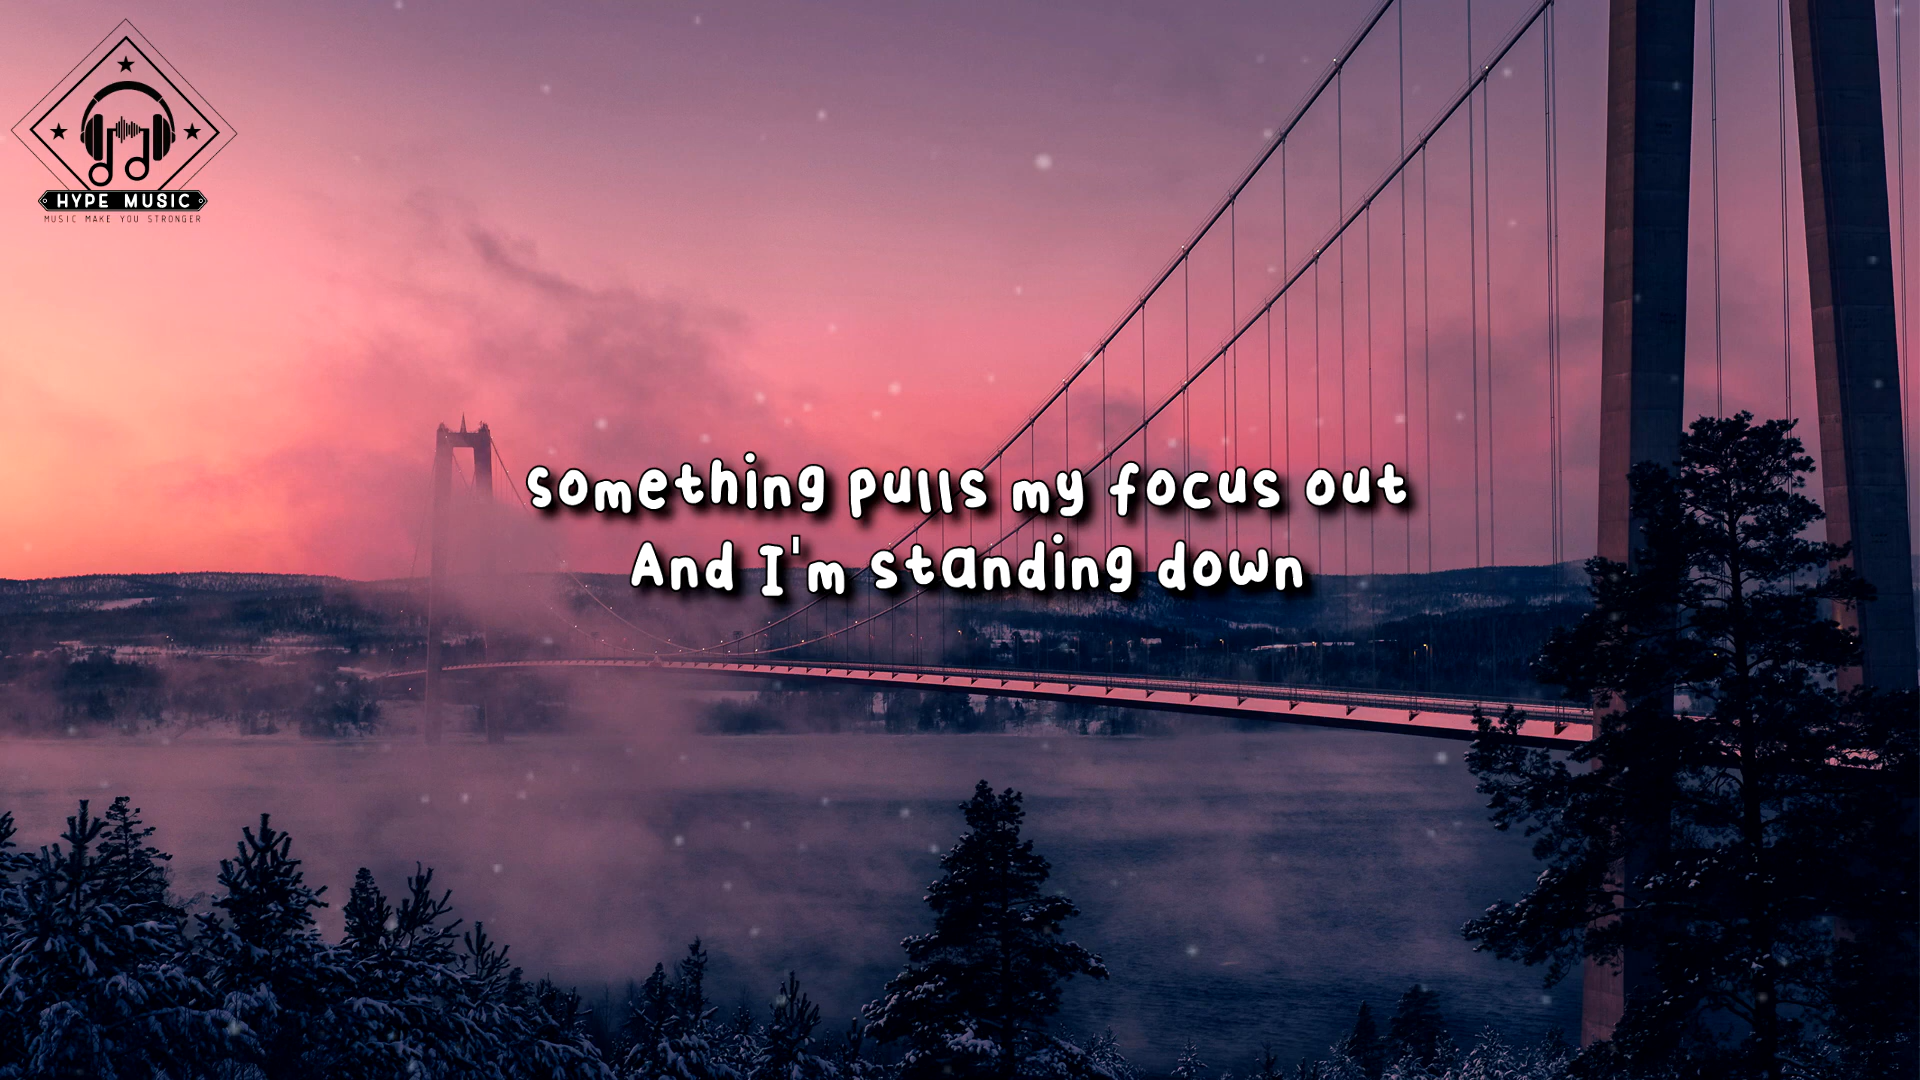 HYPE MUSIC
MUSIC MAKE YOU STRONGER
something pulls my focus out
And I'm standing down